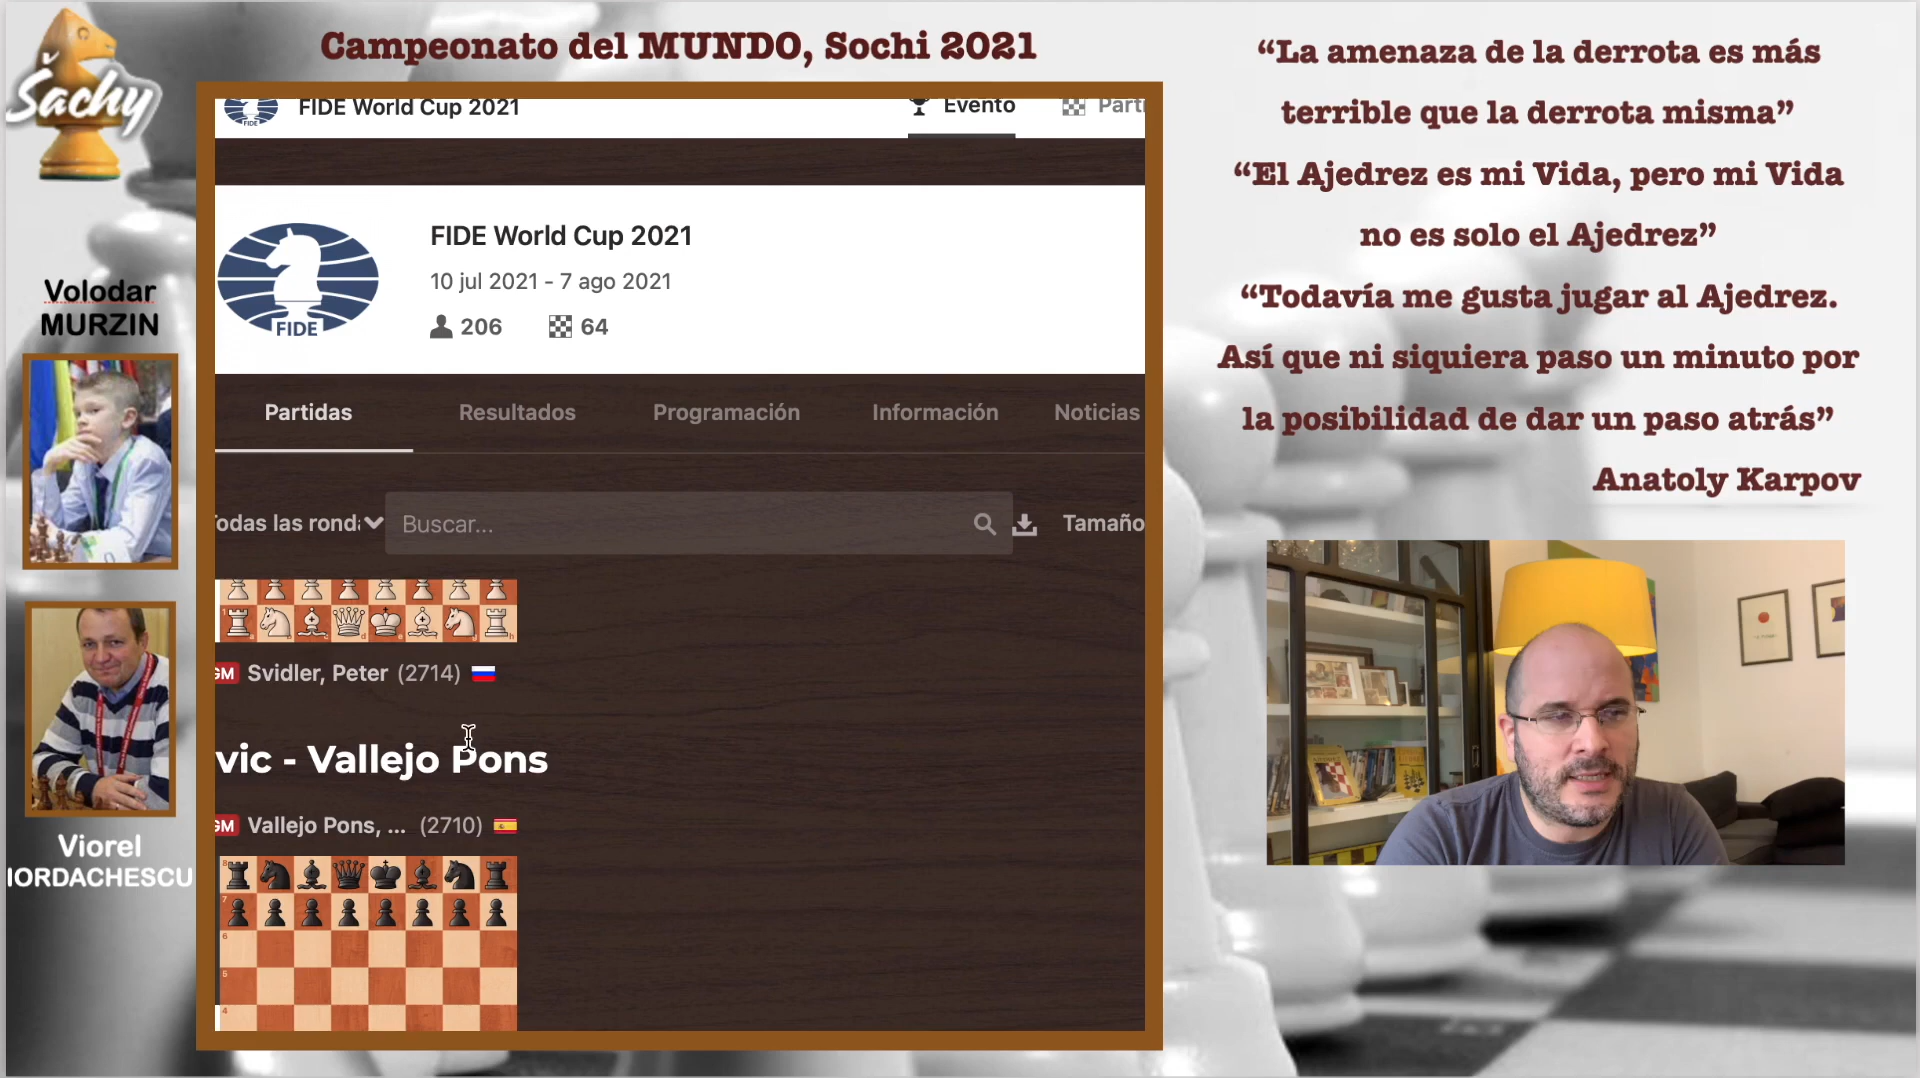 Šachy
Campeonato del MUNDO, Sochi 2021
FIDE World Cup 2021
Evento
FIDE
FIDE World Cup 2021
10 jul 2021 - 7 ago 2021
206
64
FIDE
Partidas
Resultados
Programación
Información
Noticias
Buscar...
Tamaño
Svidler, Peter (2714)
vic - Vallejo Pons
GM
Vallejo Pons, ... (2710)
Volodar
MURZIN
Viorel
IORDACHESCU
“La amenaza de la derrota es más
terrible que la derrota misma”
“El Ajedrez es mi Vida, pero mi Vida
no es solo el Ajedrez”
“Todavía me gusta jugar al Ajedrez.
Así que ni siquiera paso un minuto por
la posibilidad de dar un paso atrás”
Anatoly Karpov